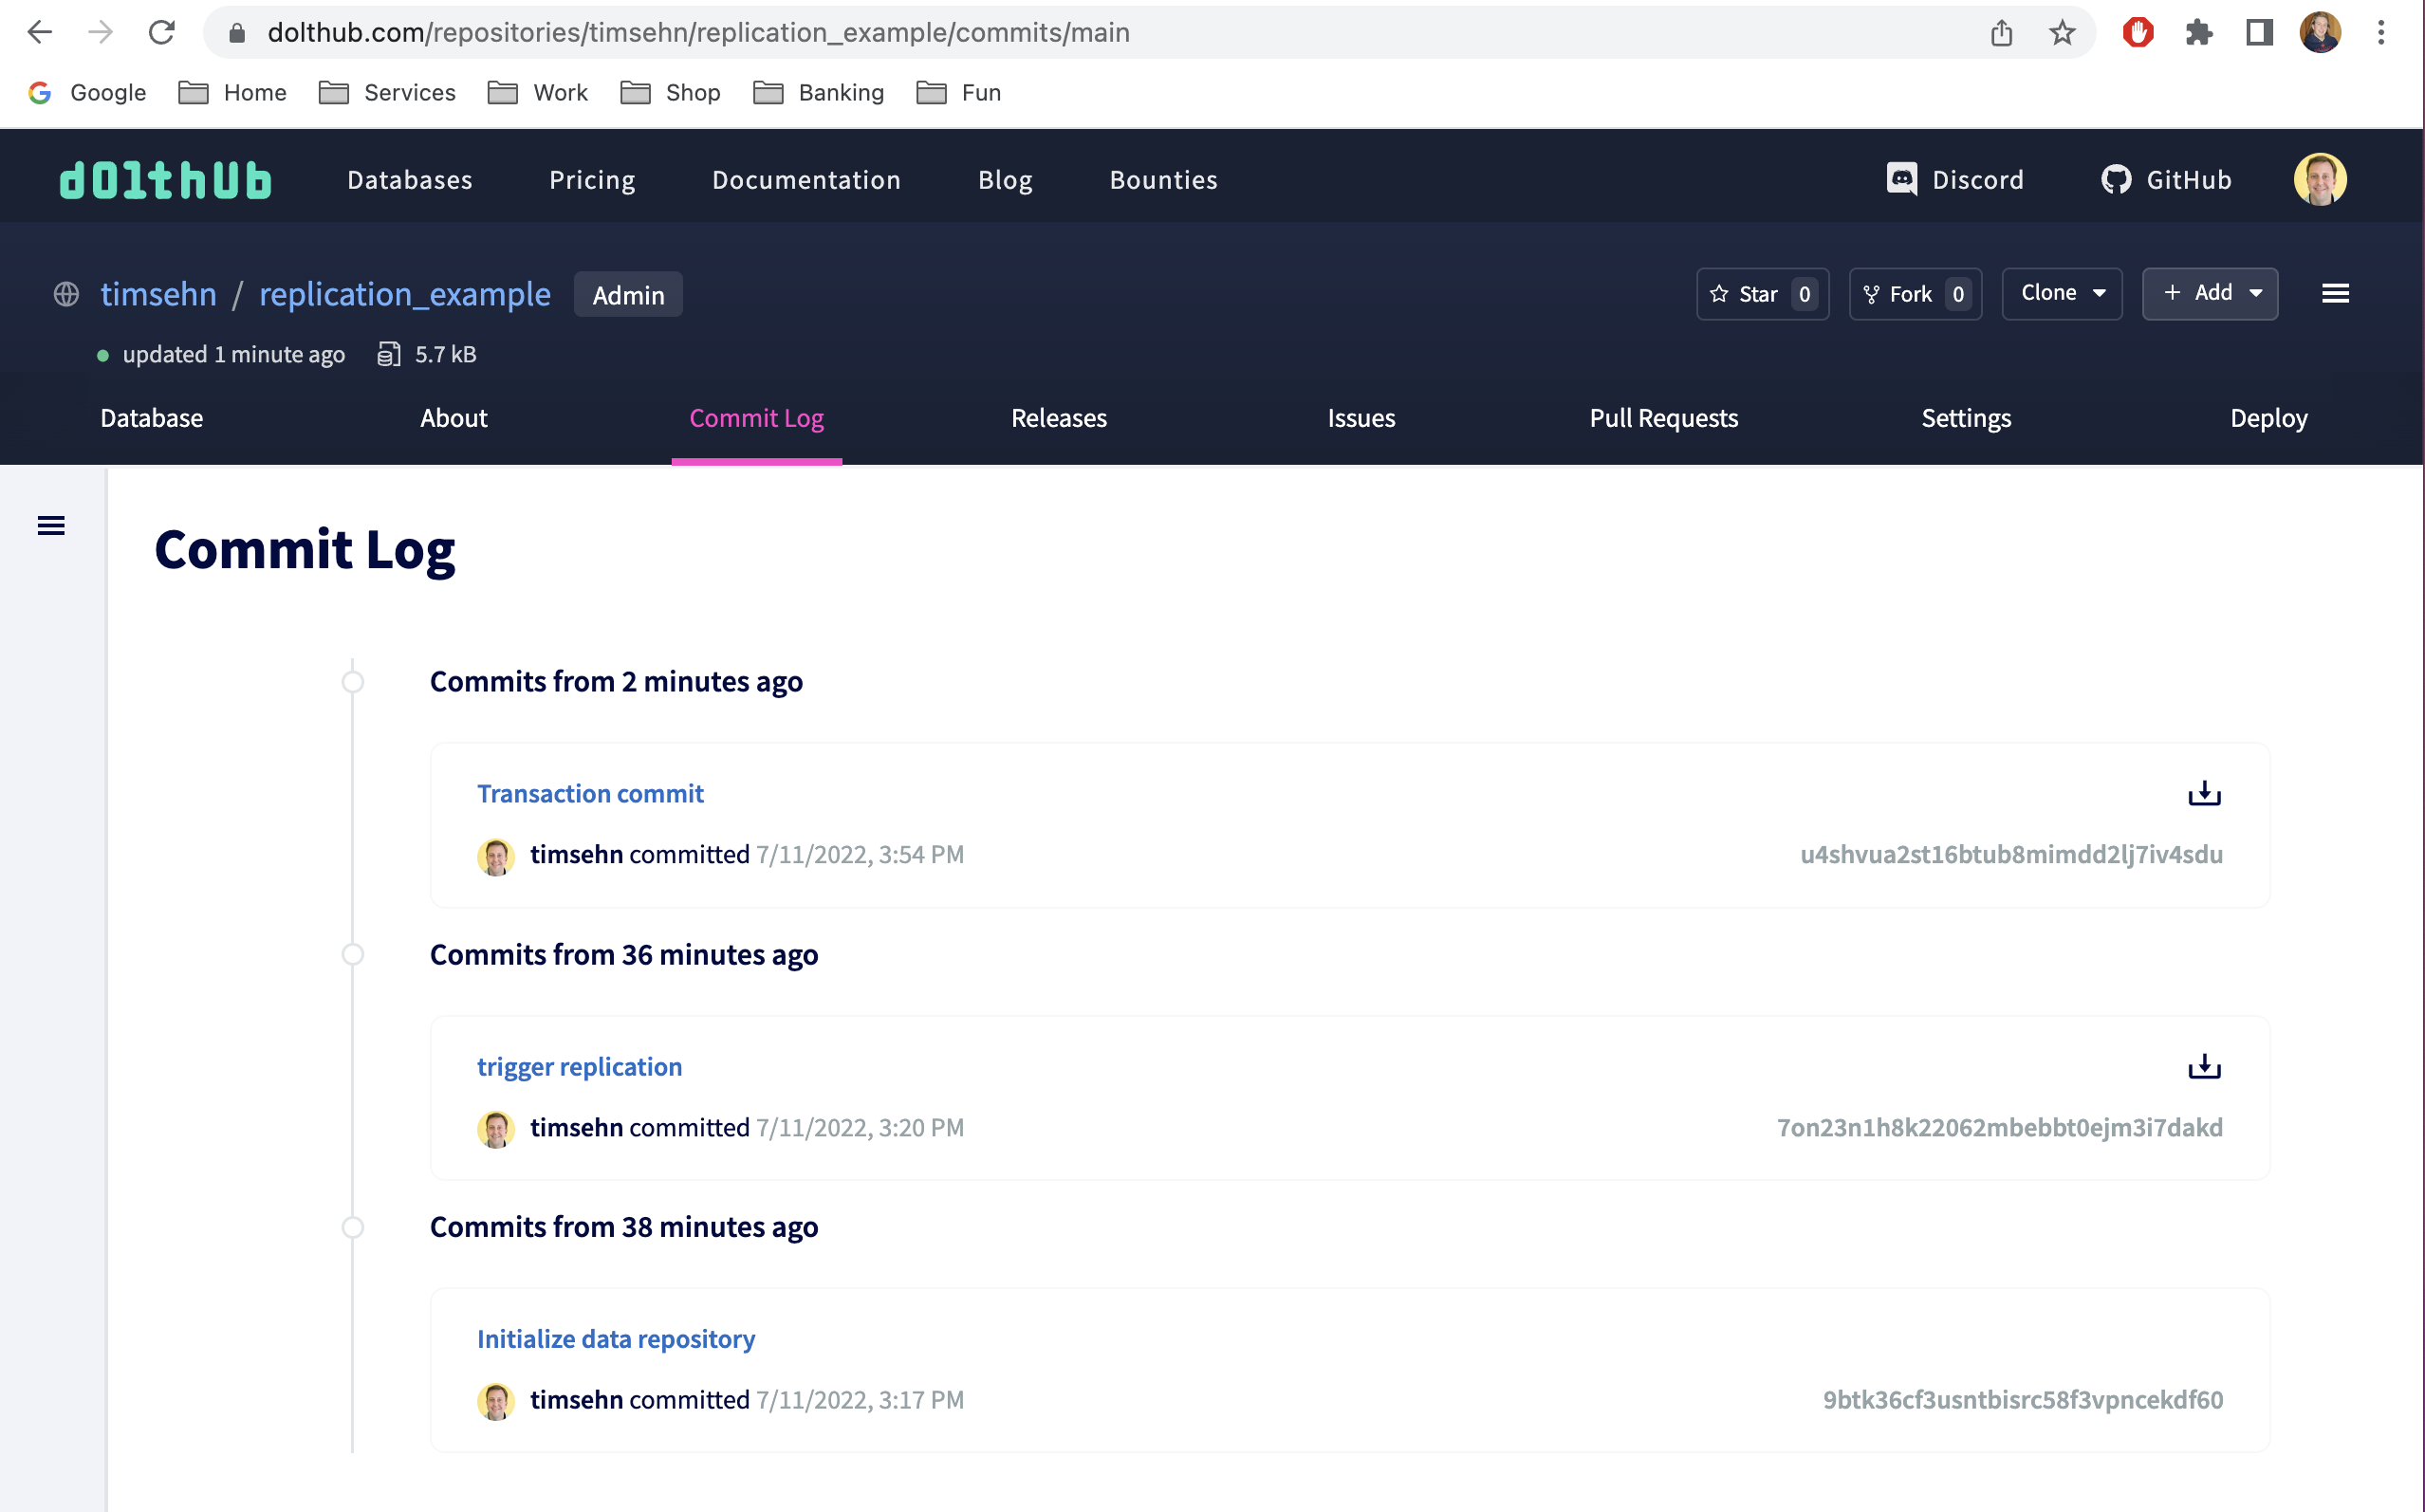 dolthub.com/repositories/timsehn/replication_example/commits/main
Google Home Services Work Shop Banking Fun
dolthub Databases Pricing Documentation Blog Bounties Discord GitHub
timsehn / replication_example Admin Star 0 Fork 0 Clone + Add
updated 1 minute ago 5.7 kB
Database About Commit Log Releases Issues Pull Requests Settings Deploy
Commit Log
Commits from 2 minutes ago
Transaction commit
timsehn committed 7/11/2022, 3:54 PM u4shvua2st16btub8mimdd2lj7iv4sdu
Commits from 36 minutes ago
trigger replication
timsehn committed 7/11/2022, 3:20 PM 7on23n1h8k22062mbebbt0ejm3i7dakd
Commits from 38 minutes ago
Initialize data repository
timsehn committed 7/11/2022, 3:17 PM 9btk36cf3usntbisrc58f3vpncekdf60